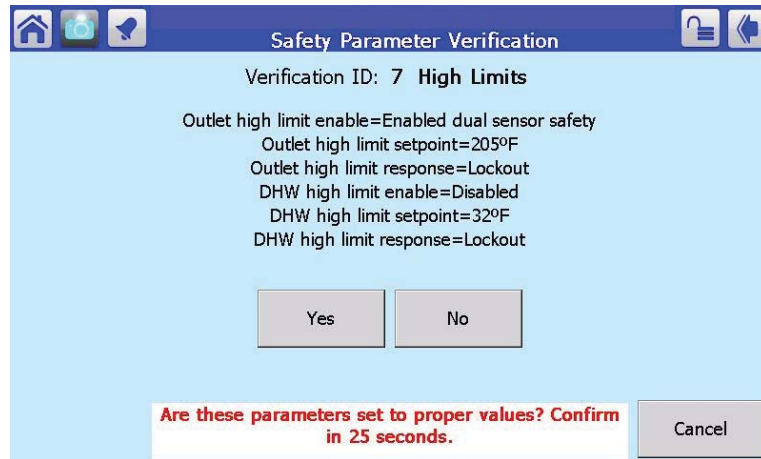 Safety Parameter Verification
Verification ID: 7 High Limits
Outlet high limit enable=Enabled dual sensor safety
Outlet high limit setpoint=205ºF
Outlet high limit response=Lockout
DHW high limit enable=Disabled
DHW high limit setpoint=32ºF
DHW high limit response=Lockout
Yes
No
Are these parameters set to proper values? Confirm
in 25 seconds.
Cancel